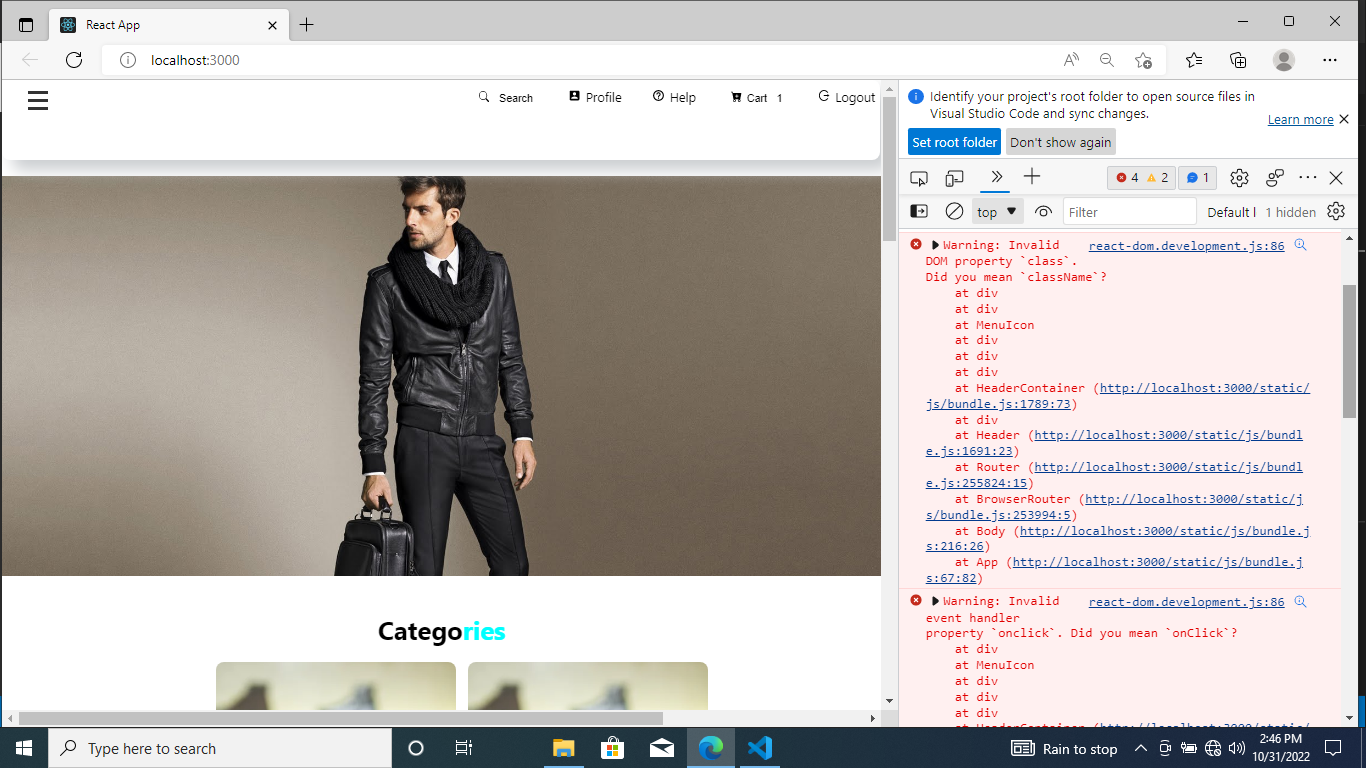 React App
localhost:3000
Search
Profile
Help
Cart 1
Logout
Categories
Identify your project's root folder to open source files in
Visual Studio Code and sync changes.
Learn more
Set root folder
Don't show again
4
2
1
top
Filter
Default l
1 hidden
Warning: Invalid react-dom.development.js:86
DOM property `class`.
Did you mean `className`?
at div
at div
at MenuIcon
at div
at div
at div
at HeaderContainer (http://localhost:3000/static/
js/bundle.js:1789:73)
at div
at Header (http://localhost:3000/static/js/bundl
e.js:1691:23)
at Router (http://localhost:3000/static/js/bundl
e.js:255824:15)
at BrowserRouter (http://localhost:3000/static/j
s/bundle.js:253994:5)
at Body (http://localhost:3000/static/js/bundle.j
s:216:26)
at App (http://localhost:3000/static/js/bundle.j
s:67:82)
Warning: Invalid react-dom.development.js:86
event handler
property `onclick`. Did you mean `onClick`?
at div
at MenuIcon
at div
at div
at div
at HeaderContainer (http://localhost:3000/static/
Type here to search
Rain to stop
2:46 PM
10/31/2022